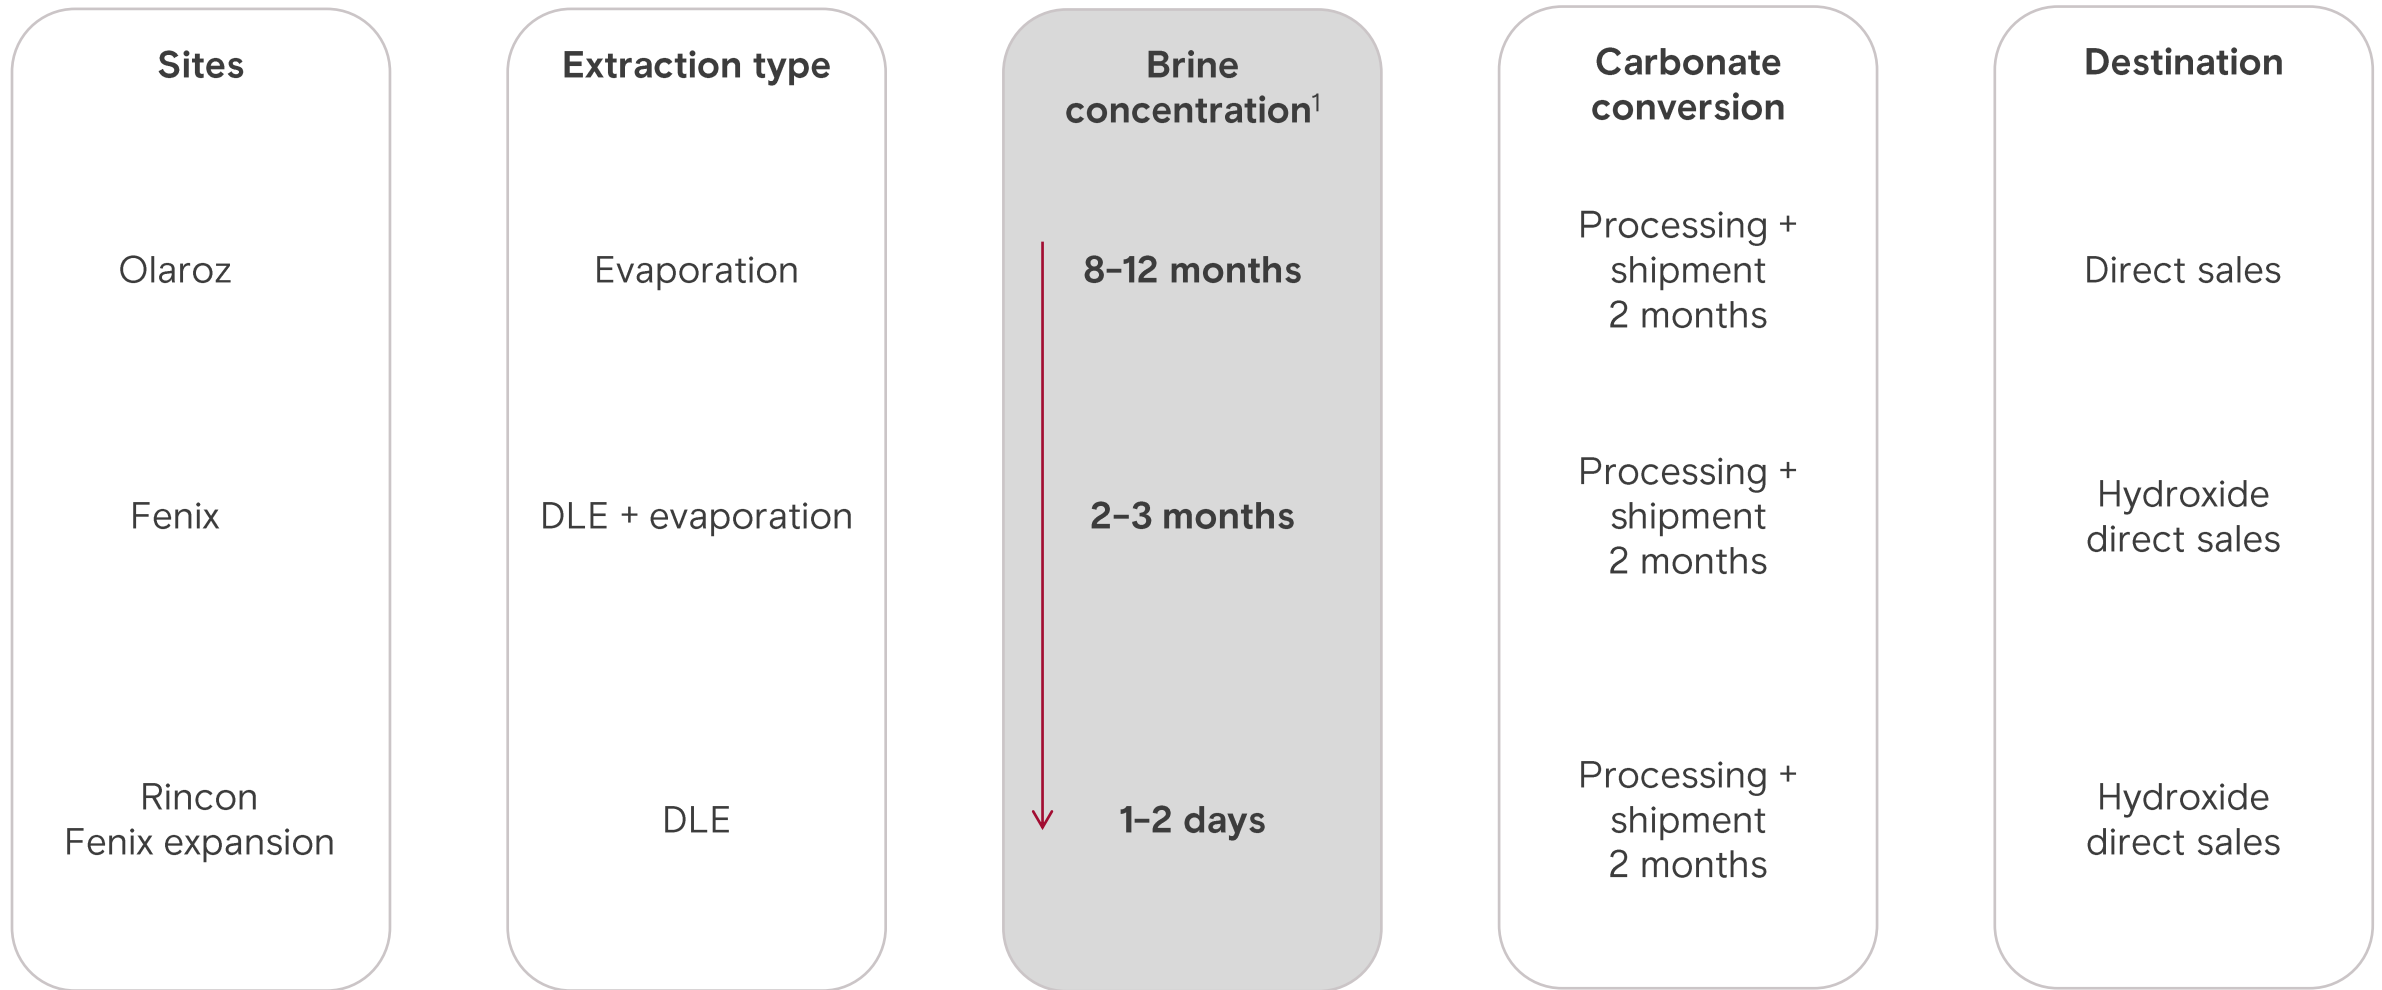 Sites
Extraction type
Brine
concentration¹
Carbonate
conversion
Destination
Olaroz
Evaporation
8–12 months
Processing +
shipment
2 months
Direct sales
Fenix
DLE + evaporation
2–3 months
Processing +
shipment
2 months
Hydroxide
direct sales
Rincon
Fenix expansion
DLE
1–2 days
Processing +
shipment
2 months
Hydroxide
direct sales